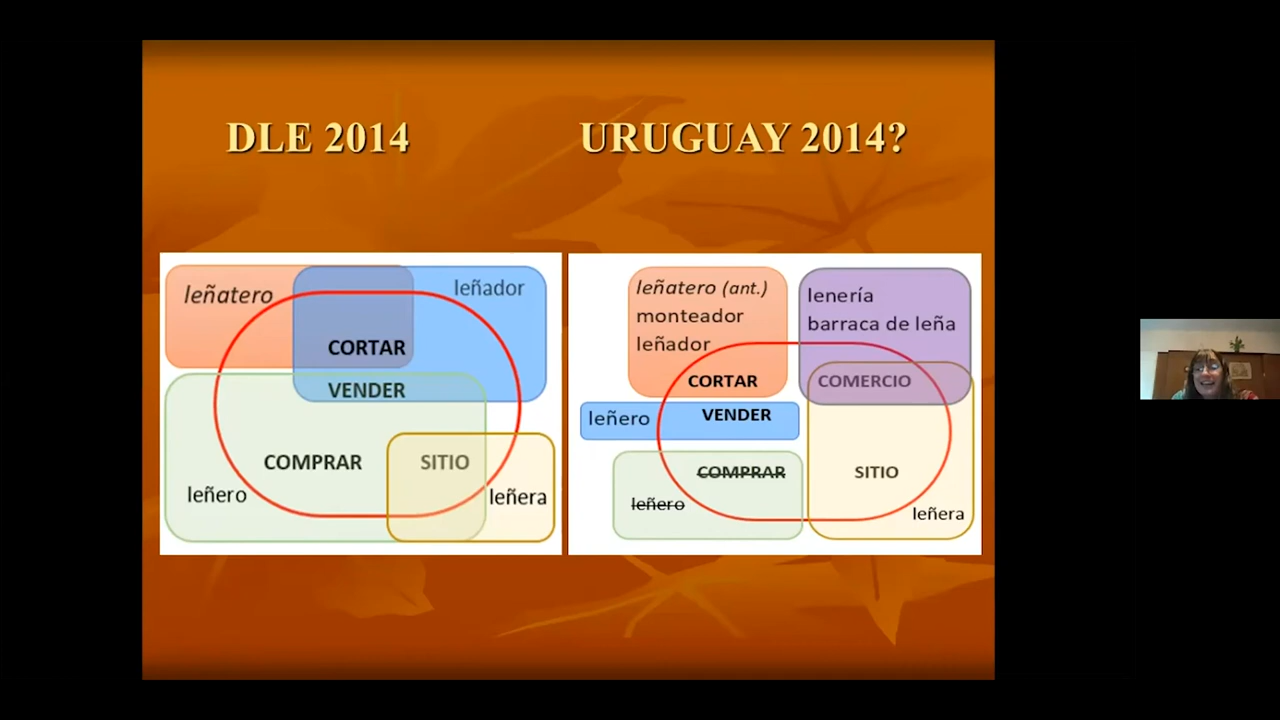 DLE 2014
URUGUAY 2014?
leñatero
leñador
CORTAR
VENDER
COMPRAR
SITIO
leñero
leñera
leñatero (ant.)
monteador
leñador
CORTAR
lenería
barraca de leña
COMERCIO
leñero
VENDER
COMPRAR
leñero
SITIO
leñera